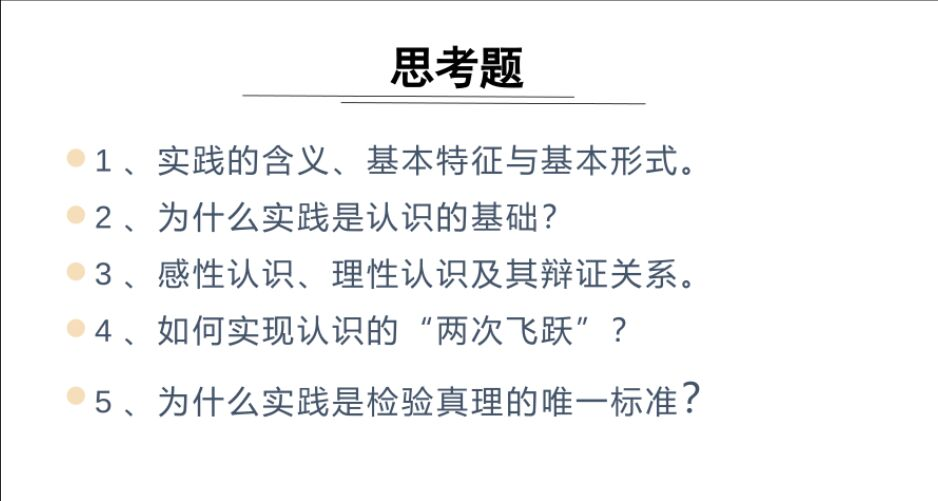 思考题
1、实践的含义、基本特征与基本形式。
2、为什么实践是认识的基础？
3、感性认识、理性认识及其辩证关系。
4、如何实现认识的“两次飞跃”？
5、为什么实践是检验真理的唯一标准？